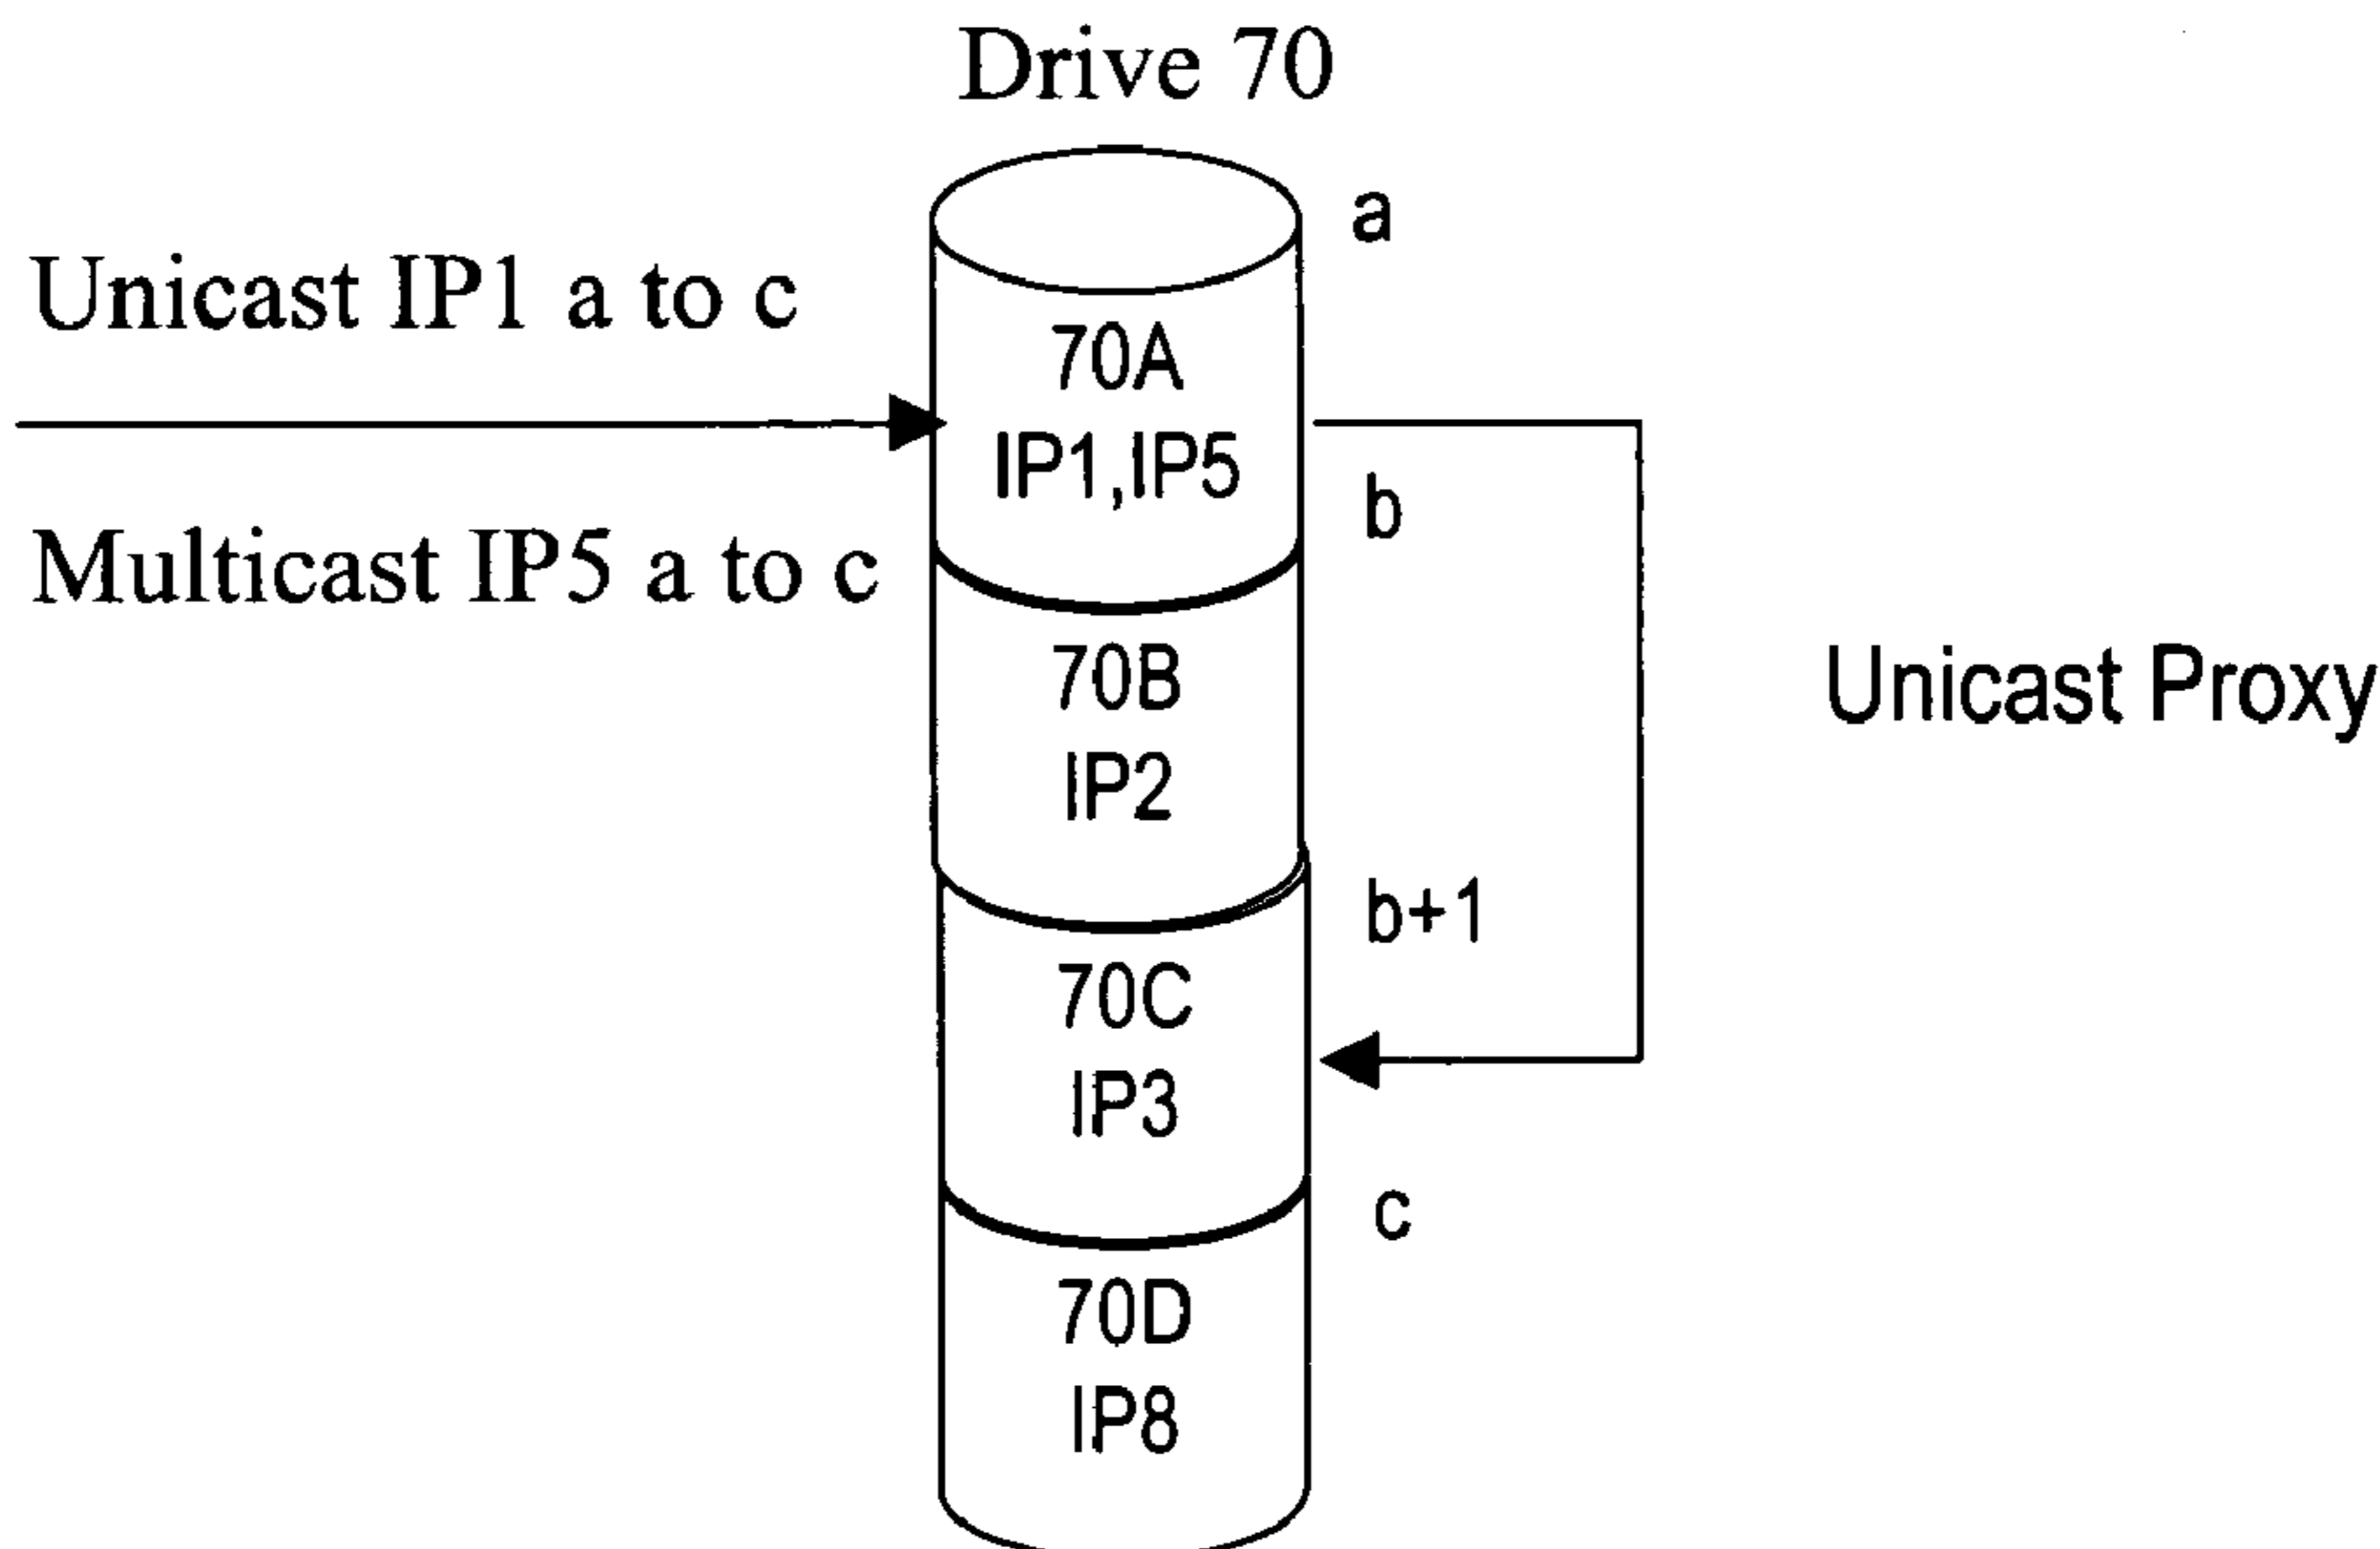 Drive 70
a
Unicast IP1 a to c
70A
IP1,IP5
b
Multicast IP5 a to c
70B
IP2
Unicast Proxy
b+1
70C
IP3
c
70D
IP8